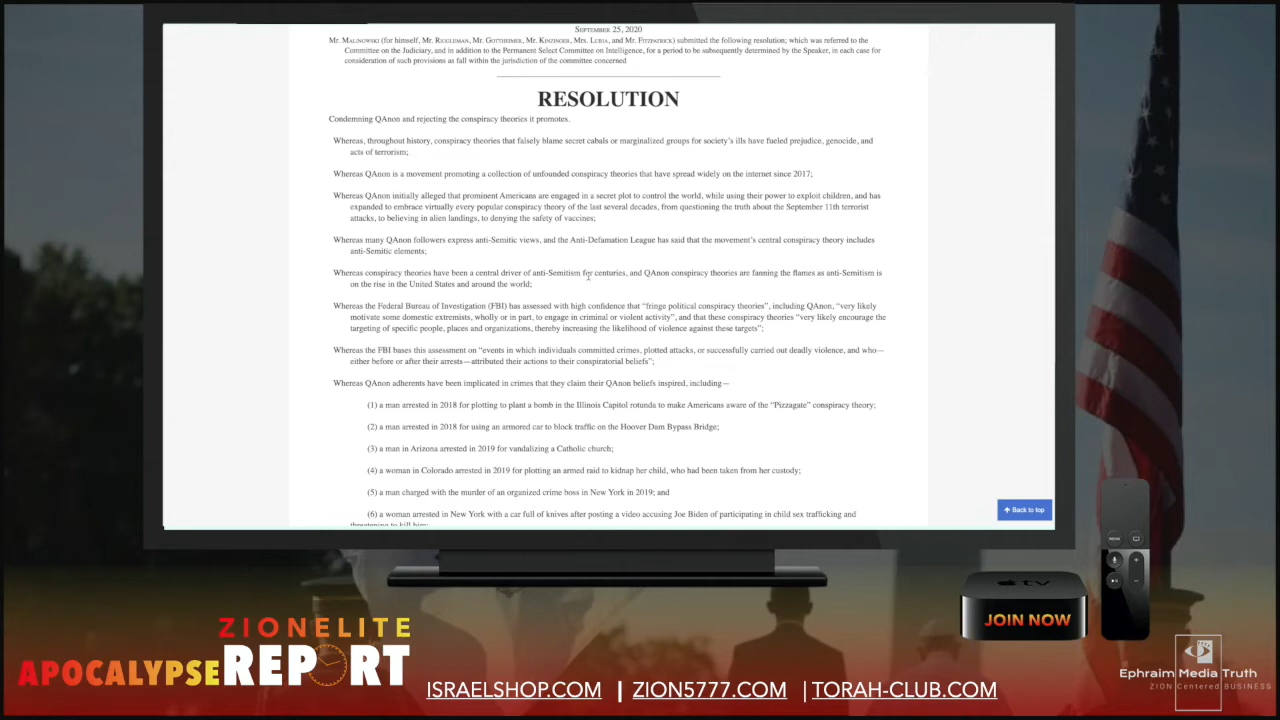 SEPTEMBER 25, 2020
Mr. MALINOWSKI (for himself, Mr. RIGGLEMAN, Mr. GOTTHEIMER, Mr. KINZINGER, Mrs. LURIA, and Mr. FITZPATRICK) submitted the following resolution; which was referred to the
Committee on the Judiciary, and in addition to the Permanent Select Committee on Intelligence, for a period to be subsequently determined by the Speaker, in each case for
consideration of such provisions as fall within the jurisdiction of the committee concerned
RESOLUTION
Condemning QAnon and rejecting the conspiracy theories it promotes.
Whereas, throughout history, conspiracy theories that falsely blame secret cabals or marginalized groups for society's ills have fueled prejudice, genocide, and
acts of terrorism;
Whereas QAnon is a movement promoting a collection of unfounded conspiracy theories that have spread widely on the internet since 2017;
Whereas QAnon initially alleged that prominent Americans are engaged in a secret plot to control the world, while using their power to exploit children, and has
expanded to embrace virtually every popular conspiracy theory of the last several decades, from questioning the truth about the September 11th terrorist
attacks, to believing in alien landings, to denying the safety of vaccines;
Whereas many QAnon followers express anti-Semitic views, and the Anti-Defamation League has said that the movement's central conspiracy theory includes
anti-Semitic elements;
Whereas conspiracy theories have been a central driver of anti-Semitism for centuries, and QAnon conspiracy theories are fanning the flames as anti-Semitism is
on the rise in the United States and around the world;
Whereas the Federal Bureau of Investigation (FBI) has assessed with high confidence that “fringe political conspiracy theories”, including QAnon, “very likely
motivate some domestic extremists, wholly or in part, to engage in criminal or violent activity”, and that these conspiracy theories “very likely encourage the
targeting of specific people, places and organizations, thereby increasing the likelihood of violence against these targets”;
Whereas the FBI bases this assessment on “events in which individuals committed crimes, plotted attacks, or successfully carried out deadly violence, and who—
either before or after their arrests—attributed their actions to their conspiratorial beliefs”;
Whereas QAnon adherents have been implicated in crimes that they claim their QAnon beliefs inspired, including—
(1) a man arrested in 2018 for plotting to plant a bomb in the Illinois Capitol rotunda to make Americans aware of the “Pizzagate” conspiracy theory;
(2) a man arrested in 2018 for using an armored car to block traffic on the Hoover Dam Bypass Bridge;
(3) a man in Arizona arrested in 2019 for vandalizing a Catholic church;
(4) a woman in Colorado arrested in 2019 for plotting an armed raid to kidnap her child, who had been taken from her custody;
(5) a man charged with the murder of an organized crime boss in New York in 2019; and
(6) a woman arrested in New York with a car full of knives after posting a video accusing Joe Biden of participating in child sex trafficking and
threatening to kill him;
Back to top
MENU
tv
JOIN NOW
ZIONELITE
APOCALYPSE REPORT
ISRAELSHOP.COM | ZION5777.COM | TORAH-CLUB.COM
Ephraim Media Truth
ZION Centered BUSINESS